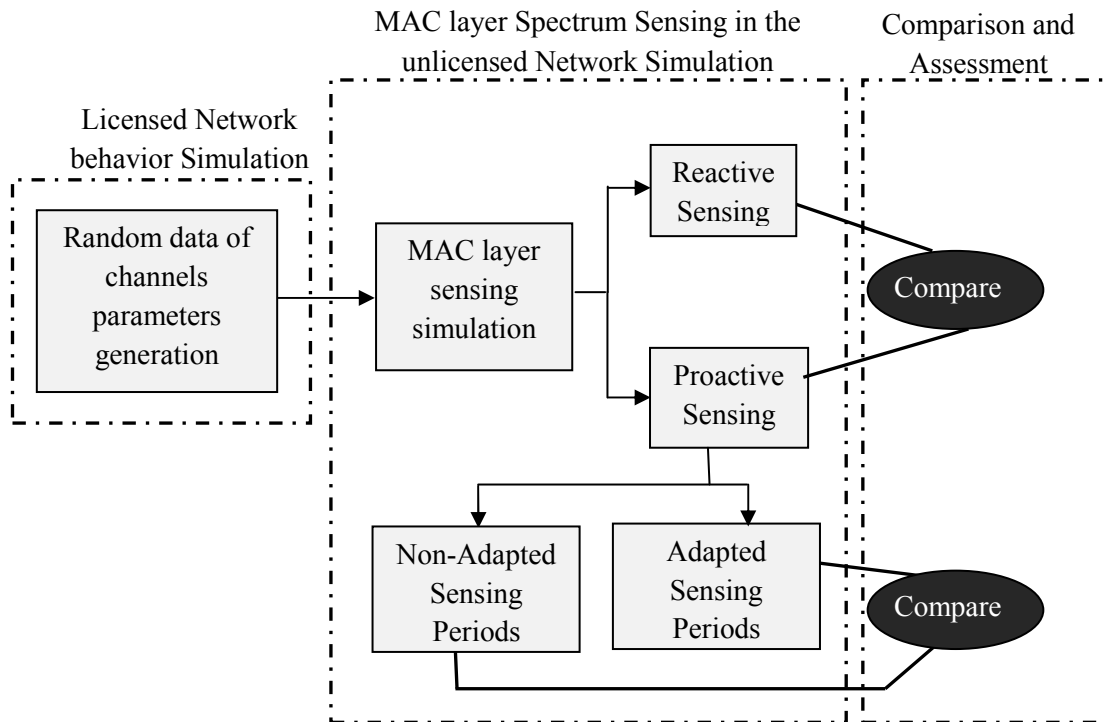 MAC layer Spectrum Sensing in the
unlicensed Network Simulation
Comparison and
Assessment
Licensed Network
behavior Simulation
Random data of
channels
parameters
generation
MAC layer
sensing
simulation
Reactive
Sensing
Compare
Proactive
Sensing
Non-Adapted
Sensing
Periods
Adapted
Sensing
Periods
Compare